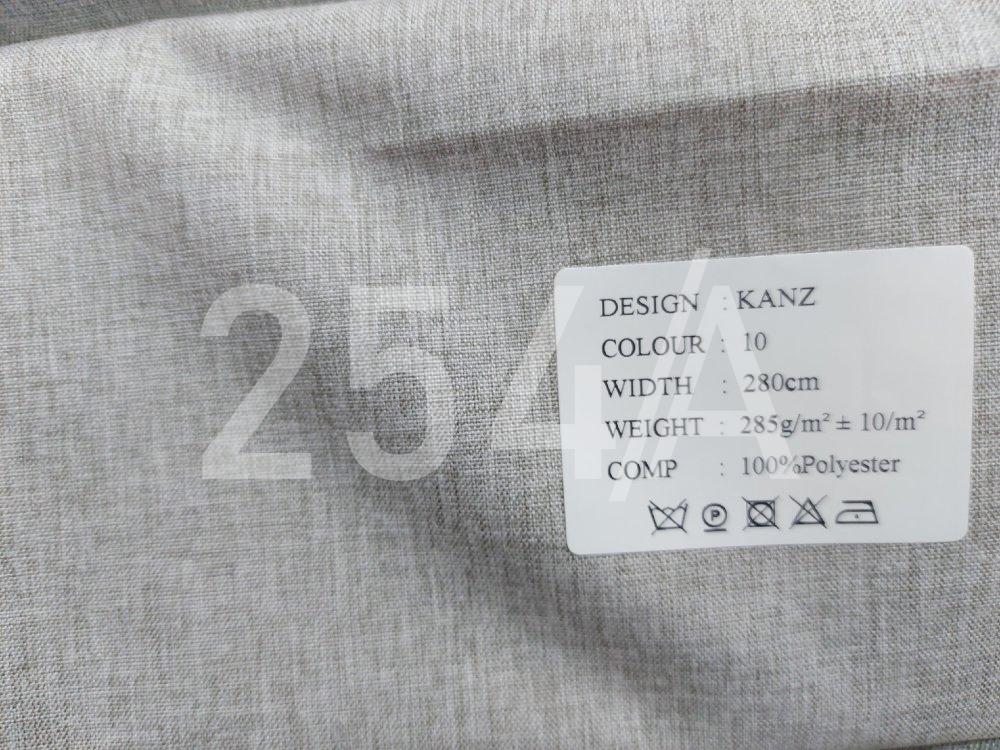 254/A
DESIGN : KANZ
COLOUR : 10
WIDTH : 280cm
WEIGHT : 285g/m² ± 10/m²
COMP : 100%Polyester
P